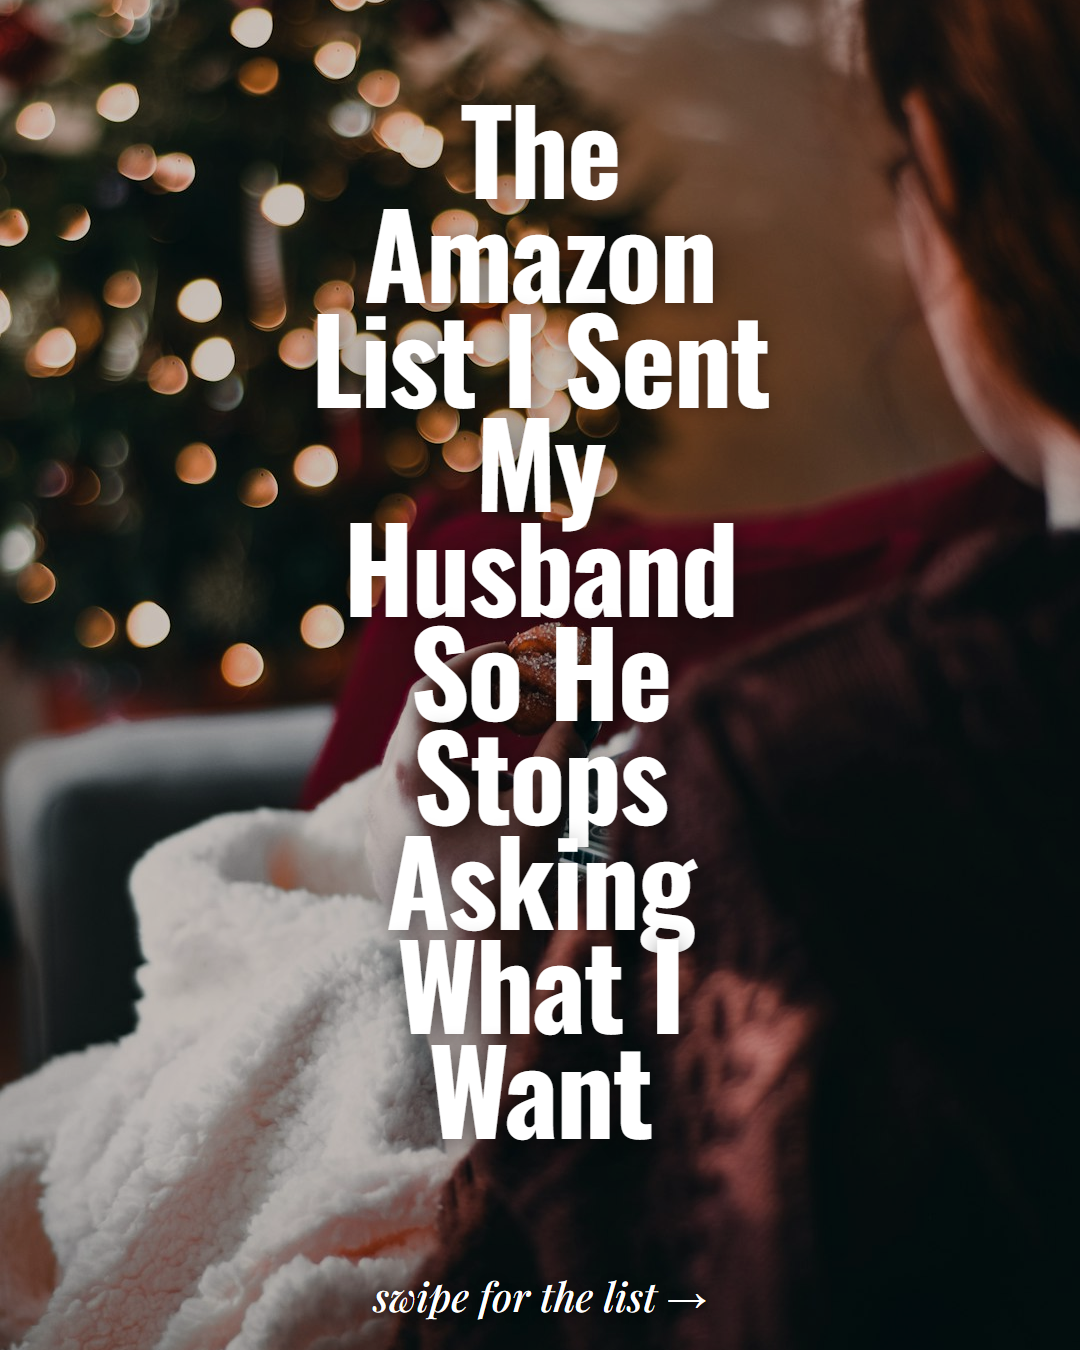 The
Amazon
List I Sent
My
Husband
So He
Stops
Asking
What I
Want
swipe for the list →